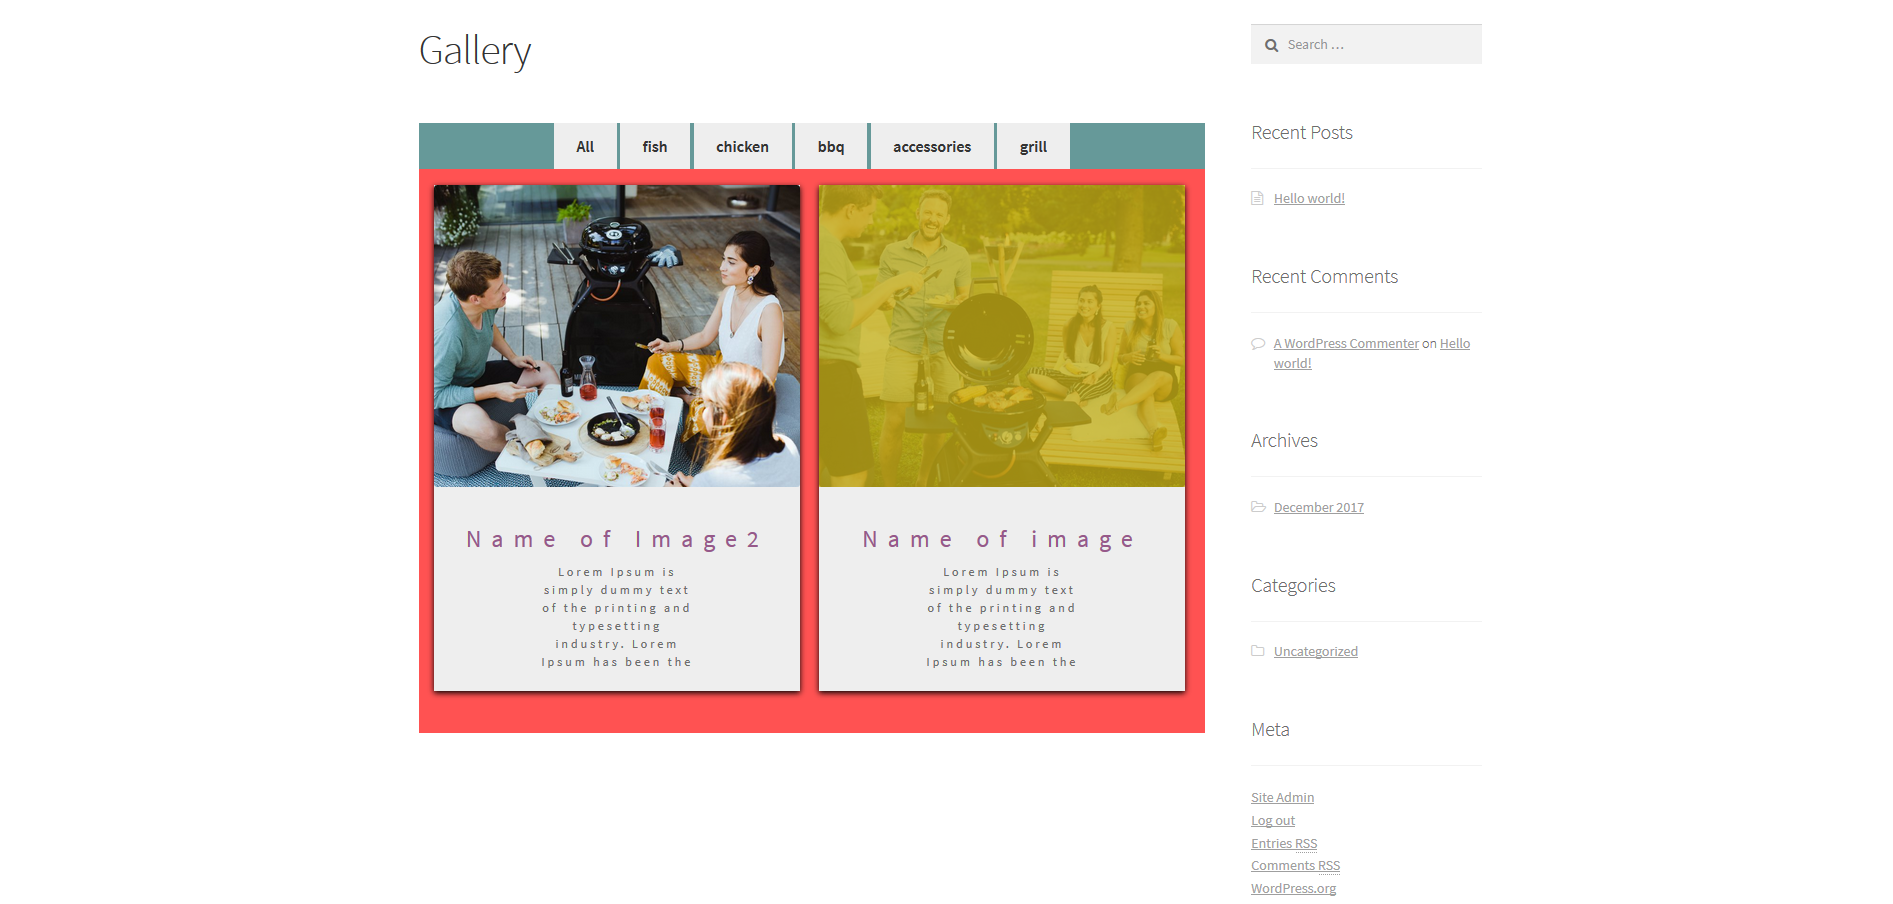 Gallery
All
fish
chicken
bbq
accessories
grill
Name of Image2
Lorem Ipsum is
simply dummy text
of the printing and
typesetting
industry. Lorem
Ipsum has been the
Name of image
Lorem Ipsum is
simply dummy text
of the printing and
typesetting
industry. Lorem
Ipsum has been the
Search …
Recent Posts
Hello world!
Recent Comments
A WordPress Commenter on Hello
world!
Archives
December 2017
Categories
Uncategorized
Meta
Site Admin
Log out
Entries RSS
Comments RSS
WordPress.org